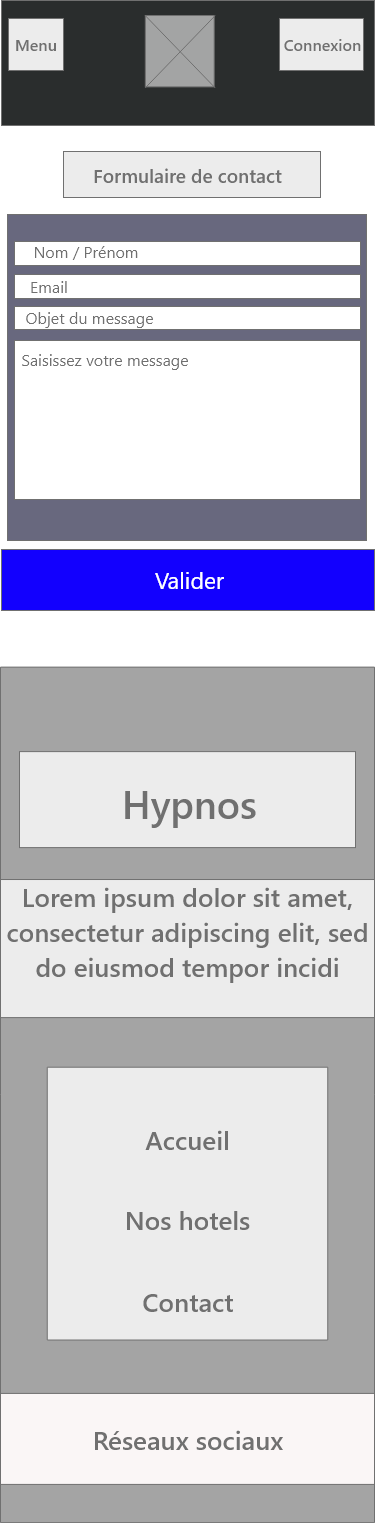 Menu
Connexion
Formulaire de contact
Nom / Prénom
Email
Objet du message
Saisissez votre message
Valider
Hypnos
Lorem ipsum dolor sit amet,
consectetur adipiscing elit, sed
do eiusmod tempor incidi
Accueil
Nos hotels
Contact
Réseaux sociaux